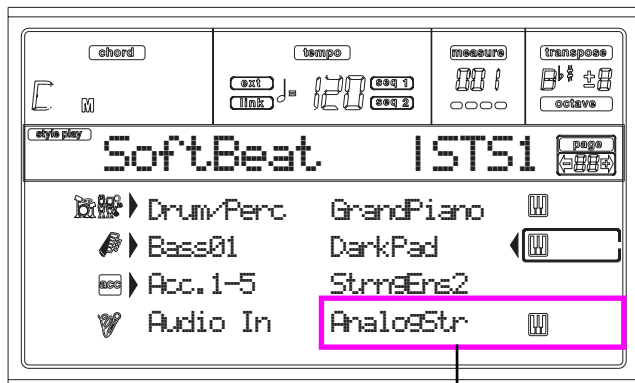 chord tempo measure transpose
C M ext link = 120 seq 1 seq 2 001 B♭♯ ±8 octave
style play SoftBeat |STS1 page
Drum/Perc GrandPiano
Bass01 DarkPad
acc Acc.1-5 StrngEns2
Audio In AnalogStr